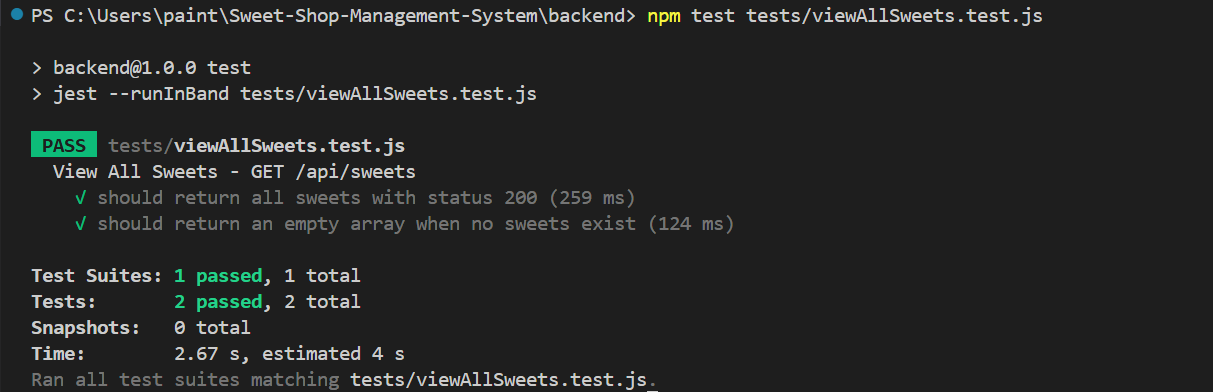 PS C:\Users\paint\Sweet-Shop-Management-System\backend> npm test tests/viewAllSweets.test.js
> backend@1.0.0 test
> jest --runInBand tests/viewAllSweets.test.js
PASS tests/viewAllSweets.test.js
View All Sweets - GET /api/sweets
√ should return all sweets with status 200 (259 ms)
√ should return an empty array when no sweets exist (124 ms)
Test Suites: 1 passed, 1 total
Tests: 2 passed, 2 total
Snapshots: 0 total
Time: 2.67 s, estimated 4 s
Ran all test suites matching tests/viewAllSweets.test.js.